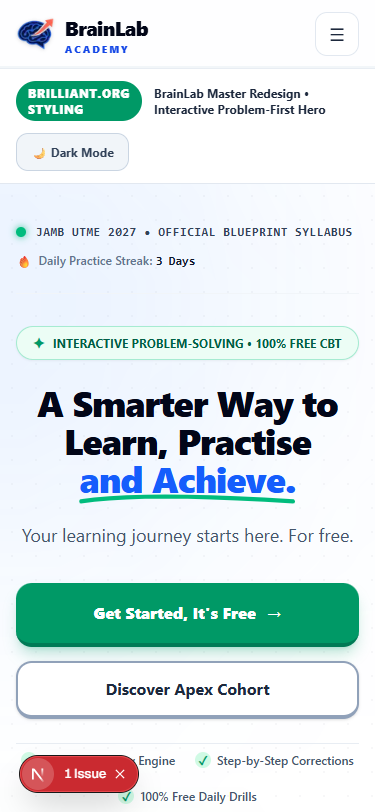 BrainLab
ACADEMY
☰
BRILLIANT.ORG
STYLING
BrainLab Master Redesign •
Interactive Problem-First Hero
🌙 Dark Mode
JAMB UTME 2027 • OFFICIAL BLUEPRINT SYLLABUS
🔥 Daily Practice Streak: 3 Days
✦ INTERACTIVE PROBLEM-SOLVING • 100% FREE CBT
A Smarter Way to
Learn, Practise
and Achieve.
Your learning journey starts here. For free.
Get Started, It's Free →
Discover Apex Cohort
Engine
✓ Step-by-Step Corrections
N 1 Issue ×
✓ 100% Free Daily Drills